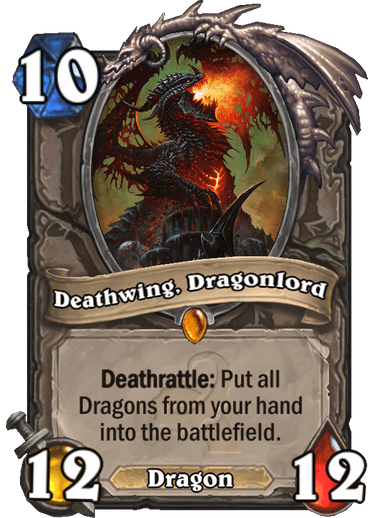 10
Deathwing, Dragonlord
Deathrattle: Put all
Dragons from your hand
into the battlefield.
12
Dragon
12